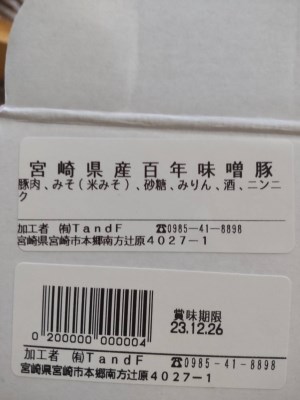 宮崎県産百年味噌豚
豚肉、みそ(米みそ)、砂糖、みりん、酒、ニンニ
ク
加工者 ㈲TandF ☎0985-41-8898
宮崎県宮崎市本郷南方辻原4027-1
0 200000 000004
賞味期限
23.12.26
加工者 ㈲TandF ☎0985-41-8898
宮崎県宮崎市本郷南方辻原4027-1